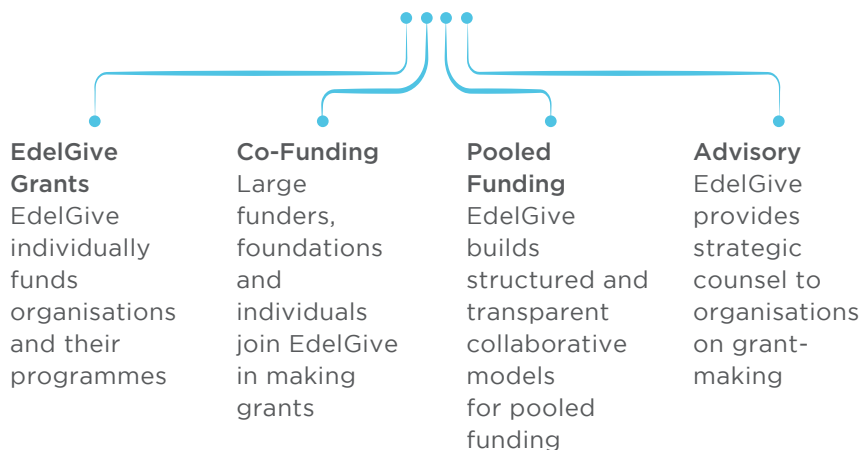 EdelGive
Grants
EdelGive
individually
funds
organisations
and their
programmes
Co-Funding
Large
funders,
foundations
and
individuals
join EdelGive
in making
grants
Pooled
Funding
EdelGive
builds
structured and
transparent
collaborative
models
for pooled
funding
Advisory
EdelGive
provides
strategic
counsel to
organisations
on grant-
making